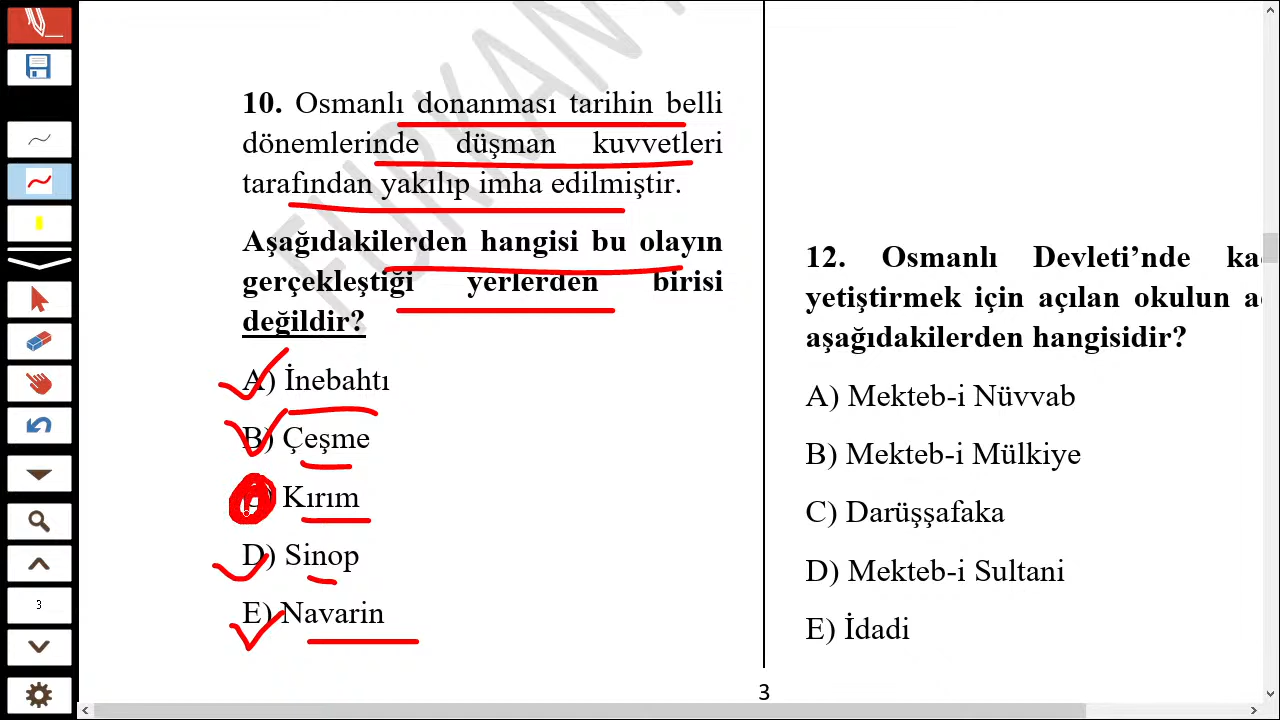 10. Osmanlı donanması tarihin belli
dönemlerinde düşman kuvvetleri
tarafından yakılıp imha edilmiştir.
Aşağıdakilerden hangisi bu olayın
gerçekleştiği yerlerden birisi
değildir?
A) İnebahtı
B) Çeşme
C) Kırım
D) Sinop
E) Navarin
12. Osmanlı Devleti’nde ka
yetiştirmek için açılan okulun a
aşağıdakilerden hangisidir?
A) Mekteb-i Nüvvab
B) Mekteb-i Mülkiye
C) Darüşşafaka
D) Mekteb-i Sultani
E) İdadi
3
3
FURKAN